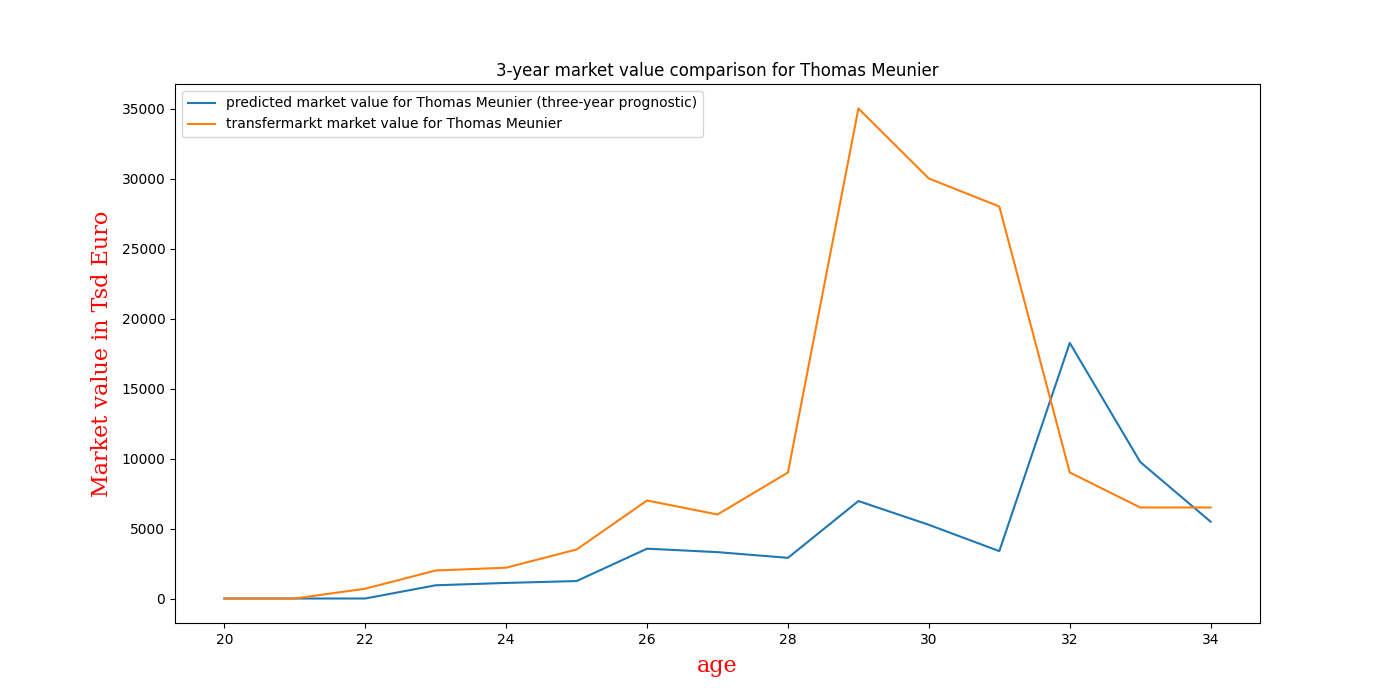 3-year market value comparison for Thomas Meunier
predicted market value for Thomas Meunier (three-year prognostic)
transfermarkt market value for Thomas Meunier
Market value in Tsd Euro
35000
30000
25000
20000
15000
10000
5000
0
20 22 24 26 28 30 32 34
age